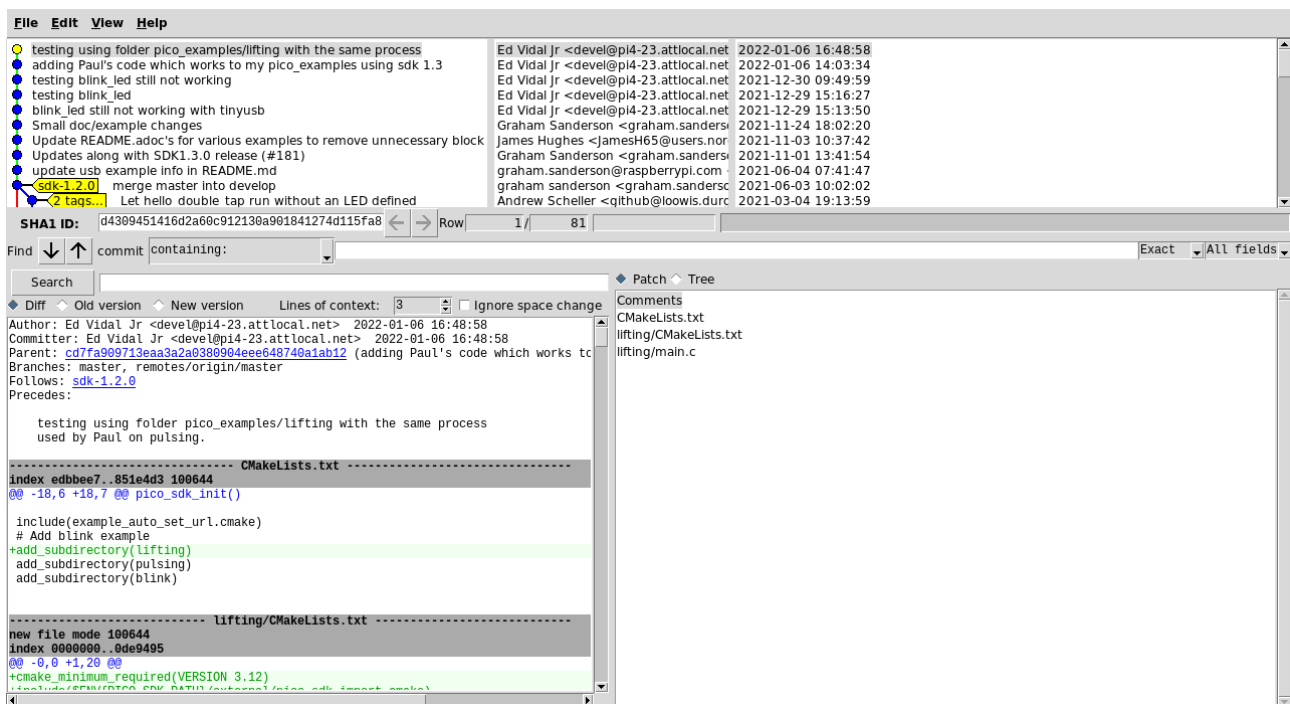 File Edit View Help
testing using folder pico_examples/lifting with the same process Ed Vidal Jr <devel@pi4-23.attlocal.net 2022-01-06 16:48:58
adding Paul's code which works to my pico_examples using sdk 1.3 Ed Vidal Jr <devel@pi4-23.attlocal.net 2022-01-06 14:03:34
testing blink_led still not working Ed Vidal Jr <devel@pi4-23.attlocal.net 2021-12-30 09:49:59
testing blink_led Ed Vidal Jr <devel@pi4-23.attlocal.net 2021-12-29 15:16:27
blink_led still not working with tinyusb Ed Vidal Jr <devel@pi4-23.attlocal.net 2021-12-29 15:13:50
Small doc/example changes Graham Sanderson <graham.sanders 2021-11-24 18:02:20
Update README.adoc's for various examples to remove unnecessary block James Hughes <JamesH65@users.nor 2021-11-03 10:37:42
Updates along with SDK1.3.0 release (#181) Graham Sanderson <graham.sanders 2021-11-01 13:41:54
update usb example info in README.md graham.sanderson@raspberrypi.com 2021-06-04 07:41:47
sdk-1.2.0 merge master into develop graham sanderson <graham.sanders 2021-06-03 10:02:02
2 tags... Let hello double tap run without an LED defined Andrew Scheller <github@loowis.durc 2021-03-04 19:13:59
SHA1 ID: d4309451416d2a60c912130a901841274d115fa8 ← → Row 1/ 81
Find ↓ ↑ commit containing: Exact All fields
Search Patch Tree
Diff Old version New version Lines of context: 3 Ignore space change
Comments
CMakeLists.txt
lifting/CMakeLists.txt
lifting/main.c
Author: Ed Vidal Jr <devel@pi4-23.attlocal.net> 2022-01-06 16:48:58
Committer: Ed Vidal Jr <devel@pi4-23.attlocal.net> 2022-01-06 16:48:58
Parent: cd7fa909713eaa3a2a0380904eee648740a1ab12 (adding Paul's code which works to
Branches: master, remotes/origin/master
Follows: sdk-1.2.0
Precedes:
testing using folder pico_examples/lifting with the same process
used by Paul on pulsing.
-------------------------------- CMakeLists.txt --------------------------------
index edbbee7..851e4d3 100644
@@ -18,6 +18,7 @@ pico_sdk_init()
include(example_auto_set_url.cmake)
# Add blink example
+add_subdirectory(lifting)
add_subdirectory(pulsing)
add_subdirectory(blink)
---------------------------- lifting/CMakeLists.txt ----------------------------
new file mode 100644
index 0000000..0de9495
@@ -0,0 +1,20 @@
+cmake_minimum_required(VERSION 3.12)
+include($ENV{PICO_SDK_PATH}/external/pico_sdk_import.cmake)